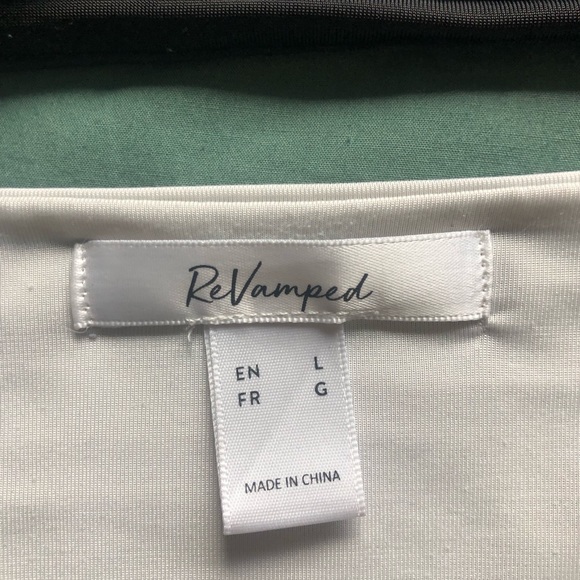 ReVamped
EN L
FR G
MADE IN CHINA